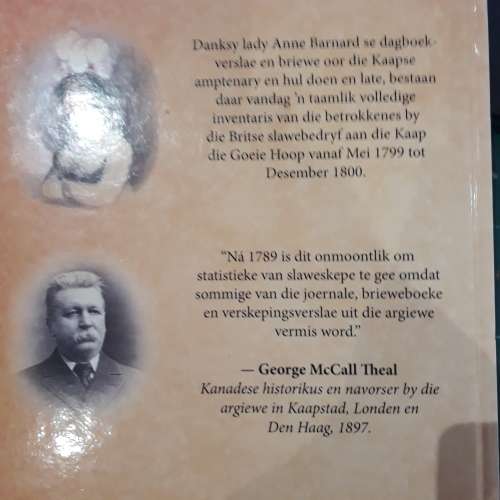 Danksy lady Anne Barnard se dagboek-
verslae en briewe oor die Kaapse
amptenary en hul doen en late, bestaan
daar vandag 'n taamlik volledige
inventaris van die betrokkenes by
die Britse slawebedryf aan die Kaap
die Goeie Hoop vanaf Mei 1799 tot
Desember 1800.
“Ná 1789 is dit onmoontlik om
statistieke van slaweskepe te gee omdat
sommige van die joernale, brieweboeke
en verskepingsverslae uit die argiewe
vermis word.”
— George McCall Theal
Kanadese historikus en navorser by die
argiewe in Kaapstad, Londen en
Den Haag, 1897.